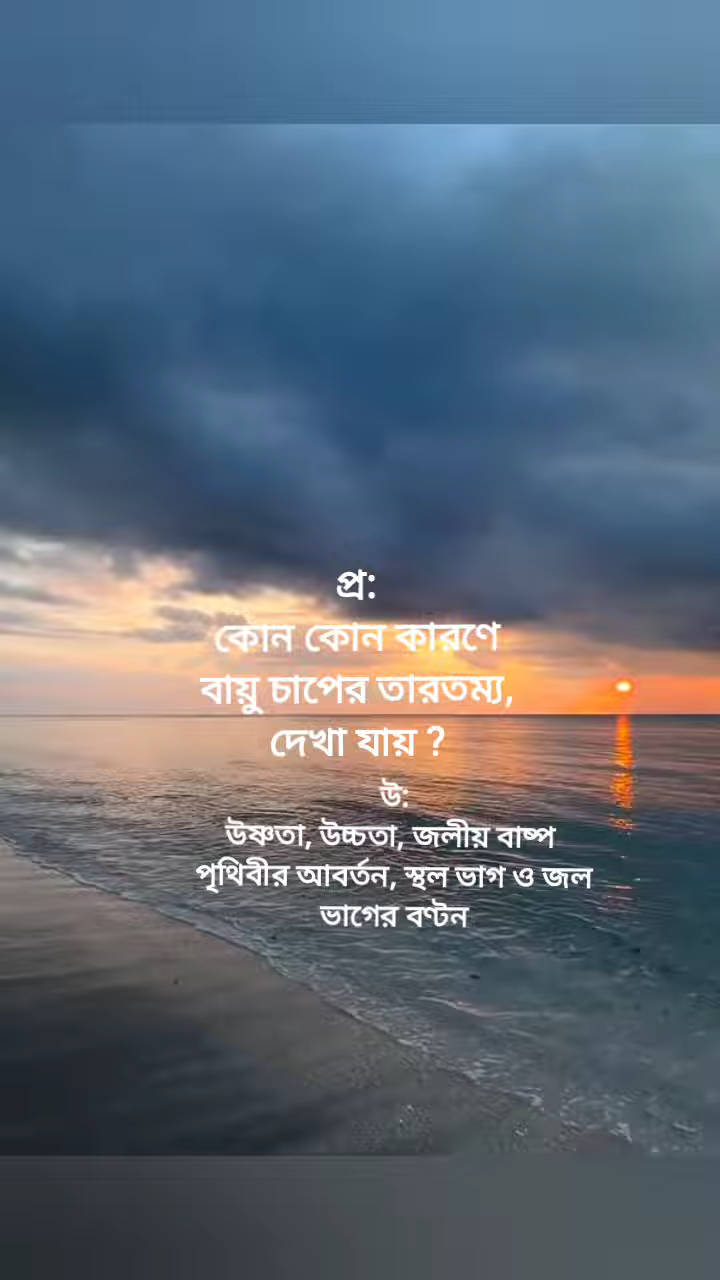 প্র:
কোন কোন কারণে
বায়ু চাপের তারতম্য,
দেখা যায় ?
উ:
উষ্ণতা, উচ্চতা, জলীয় বাষ্প
পৃথিবীর আবর্তন, স্থল ভাগ ও জল
ভাগের বণ্টন